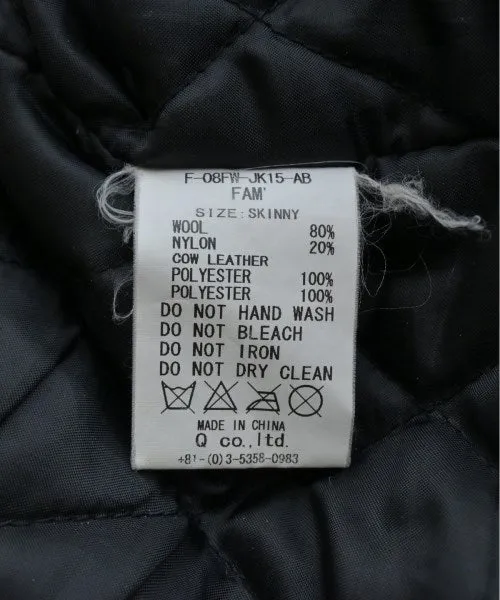 F-08FW-JK15-AB
FAM'
SIZE:SKINNY
WOOL 80%
NYLON 20%
COW LEATHER
POLYESTER 100%
POLYESTER 100%
DO NOT HAND WASH
DO NOT BLEACH
DO NOT IRON
DO NOT DRY CLEAN
MADE IN CHINA
Q co.,ltd.
+81-(0)3-5358-0983